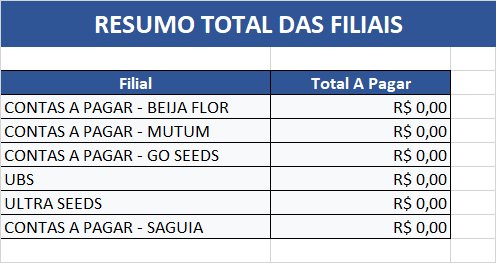 RESUMO TOTAL DAS FILIAIS
Filial Total A Pagar
CONTAS A PAGAR - BEIJA FLOR R$ 0,00
CONTAS A PAGAR - MUTUM R$ 0,00
CONTAS A PAGAR - GO SEEDS R$ 0,00
UBS R$ 0,00
ULTRA SEEDS R$ 0,00
CONTAS A PAGAR - SAGUIA R$ 0,00